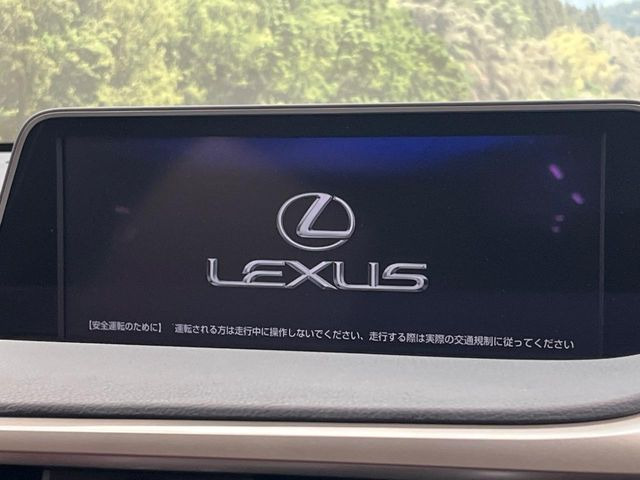 LEXUS
【安全運転のために】 運転される方は走行中に操作しないでください、走行する際は実際の交通規制に従ってください